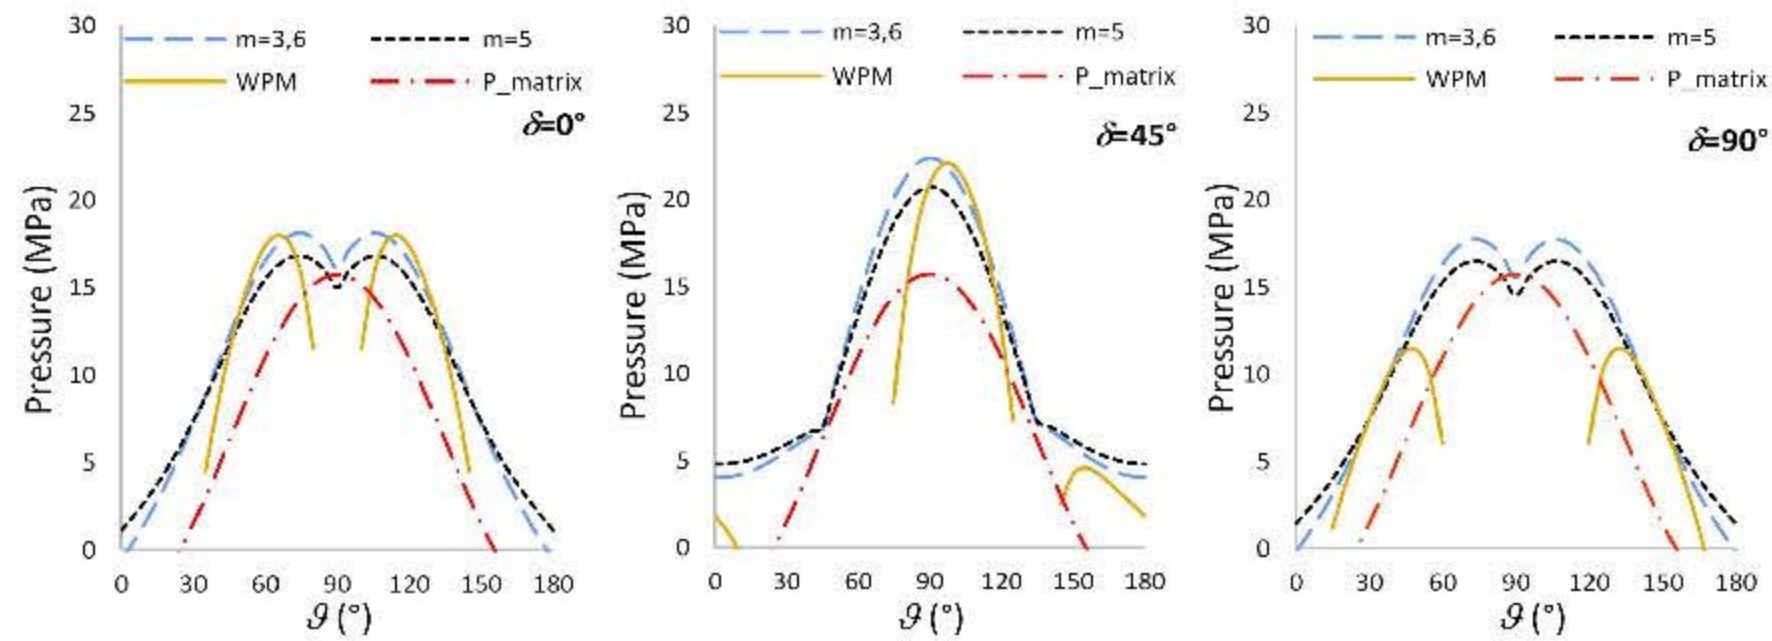 30
m=3,6
m=5
WPM
P_matrix
25
δ=0°
20
15
10
5
0
Pressure (MPa)
0 30 60 90 120 150 180
ϑ (°)
30
m=3,6
m=5
WPM
P_matrix
25
δ=45°
20
15
10
5
0
Pressure (MPa)
0 30 60 90 120 150 180
ϑ (°)
30
m=3,6
m=5
WPM
P_matrix
25
δ=90°
20
15
10
5
0
Pressure (MPa)
0 30 60 90 120 150 180
ϑ (°)